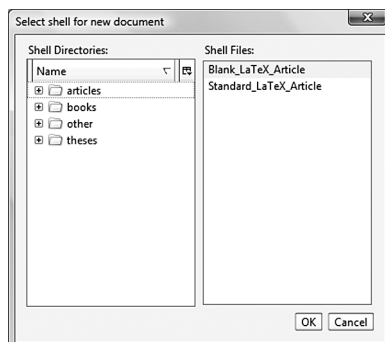 Select shell for new document
Shell Directories:
Name
articles
books
other
theses
Shell Files:
Blank_LaTeX_Article
Standard_LaTeX_Article
OK
Cancel